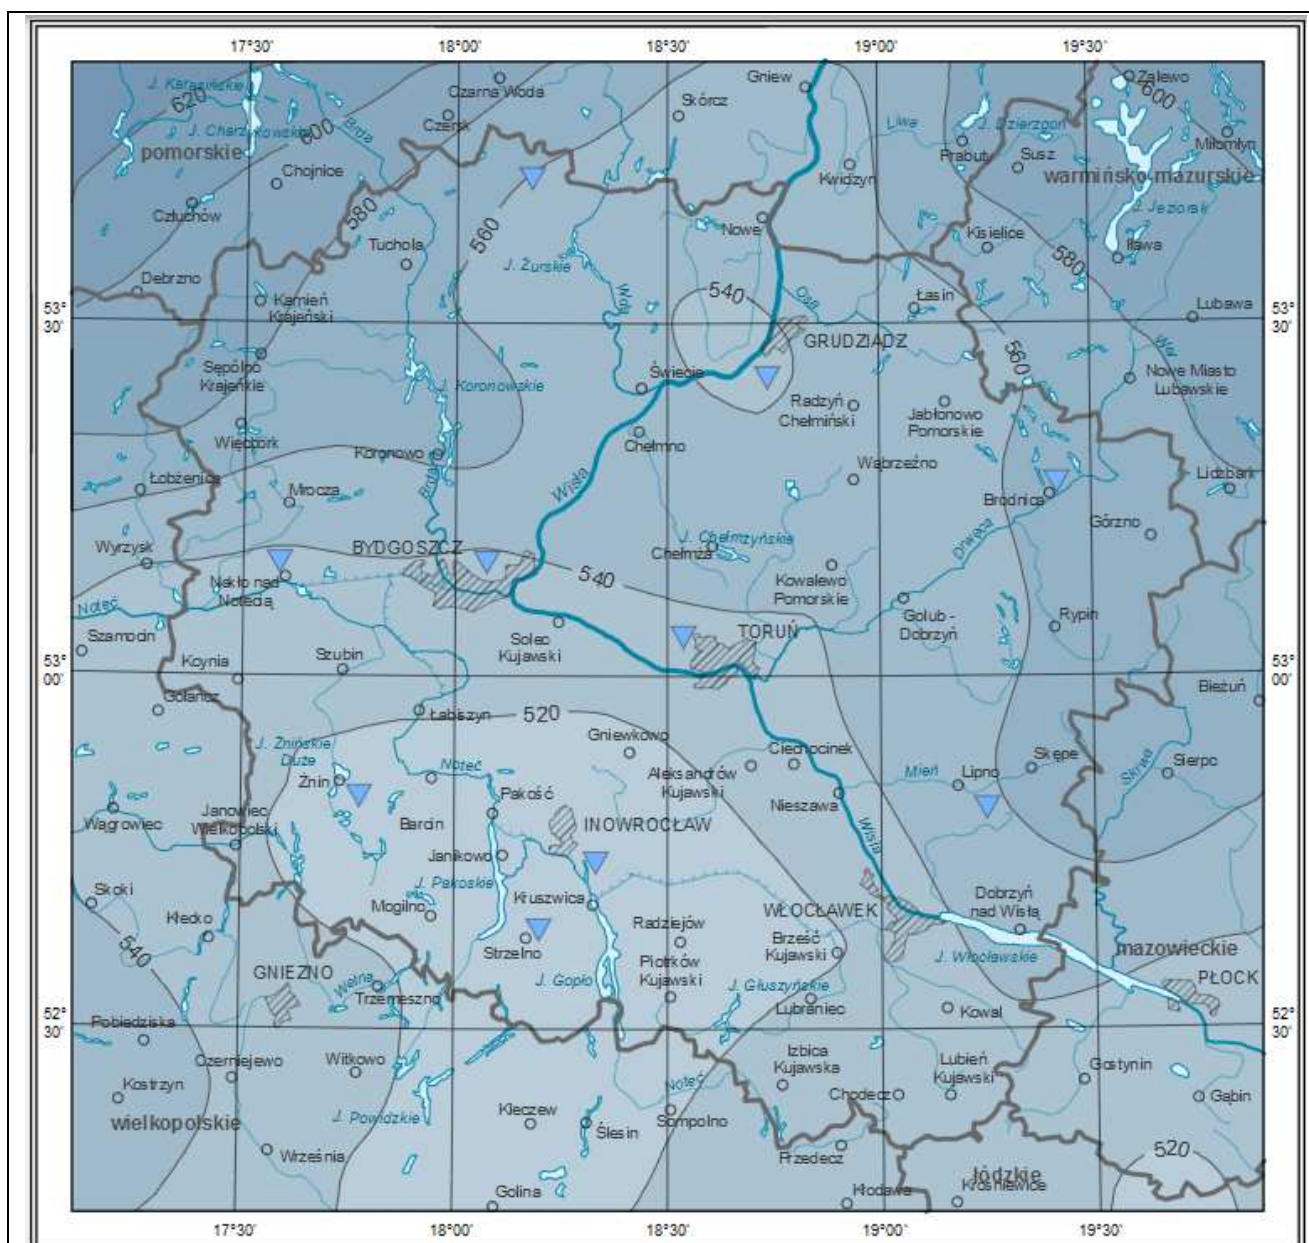 17°30' 18°00' 18°30' 19°00' 19°30'
J. Karasińskie
620
Czarna Woda
Gniew
Zalewo
600
Skórcz
Czersk
600
Brda
J. Charzykowskie
pomorskie
Liwa
J. Dzierzgoń
Miłomłyn
Prabuty
Susz
Chojnice
Kwidzyn
warmińsko-mazurskie
Człuchów
580
J. Jeziorak
Nowe
Tuchola
560
Kisielice
Iława
J. Żurskie
580
Debrzno
540
Wda
Osa
Łasin
53° 30'
Kamień Krajeński
Lubawa
53° 30'
GRUDZIĄDZ
560
Wel
Sępólno Krajeńkie
J. Koronowskie
Świecie
Nowe Miasto Lubawskie
Radzyń Chełmiński
Jabłonowo Pomorskie
Więcbork
Chełmno
Koronowo
Wąbrzeźno
Łobżenica
Mrocza
Brda
Wisła
Lidzbark
Brodnica
Górzno
Wyrzysk
BYDGOSZCZ
J. Chełmżyńskie
Chełmża
Drwęca
Nakło nad Notecią
540
Kowalewo Pomorskie
Noteć
Szamocin
Solec Kujawski
TORUŃ
Golub - Dobrzyń
Rypin
53° 00'
Kcynia
Szubin
53° 00'
Gołańcz
Bieżuń
Łabiszyn
520
Gniewkowo
Ciechocinek
J. Żnińskie Duże
Noteć
Żnin
Aleksandrów Kujawski
Mień
Lipno
Skępe
Skrwa
Sierpc
Wągrowiec
Janowiec Wielkopolski
Barcin
Pakość
INOWROCŁAW
Nieszawa
Wisła
Janikowo
J. Pakoskie
Skoki
Kłecko
Mogilno
Kruszwica
Radziejów
WŁOCŁAWEK
Dobrzyń nad Wisłą
540
Strzelno
Piotrków Kujawski
Brześć Kujawski
J. Włocławskie
mazowieckie
GNIEZNO
Wełna
Trzemeszno
J. Gopło
J. Głuszyńskie
PŁOCK
Lubraniec
Kowal
52° 30'
Pobiedziska
52° 30'
Czerniejewo
Witkowo
Izbica Kujawska
Lubień Kujawski
Gostynin
Kostrzyn
Noteć
Chodecz
Gąbin
wielkopolskie
J. Powidzkie
Kleczew
Ślesin
Sompolno
Września
Przedecz
520
łódzkie
Golina
Kłodawa
Krośniewice
17°30' 18°00' 18°30' 19°00' 19°30'